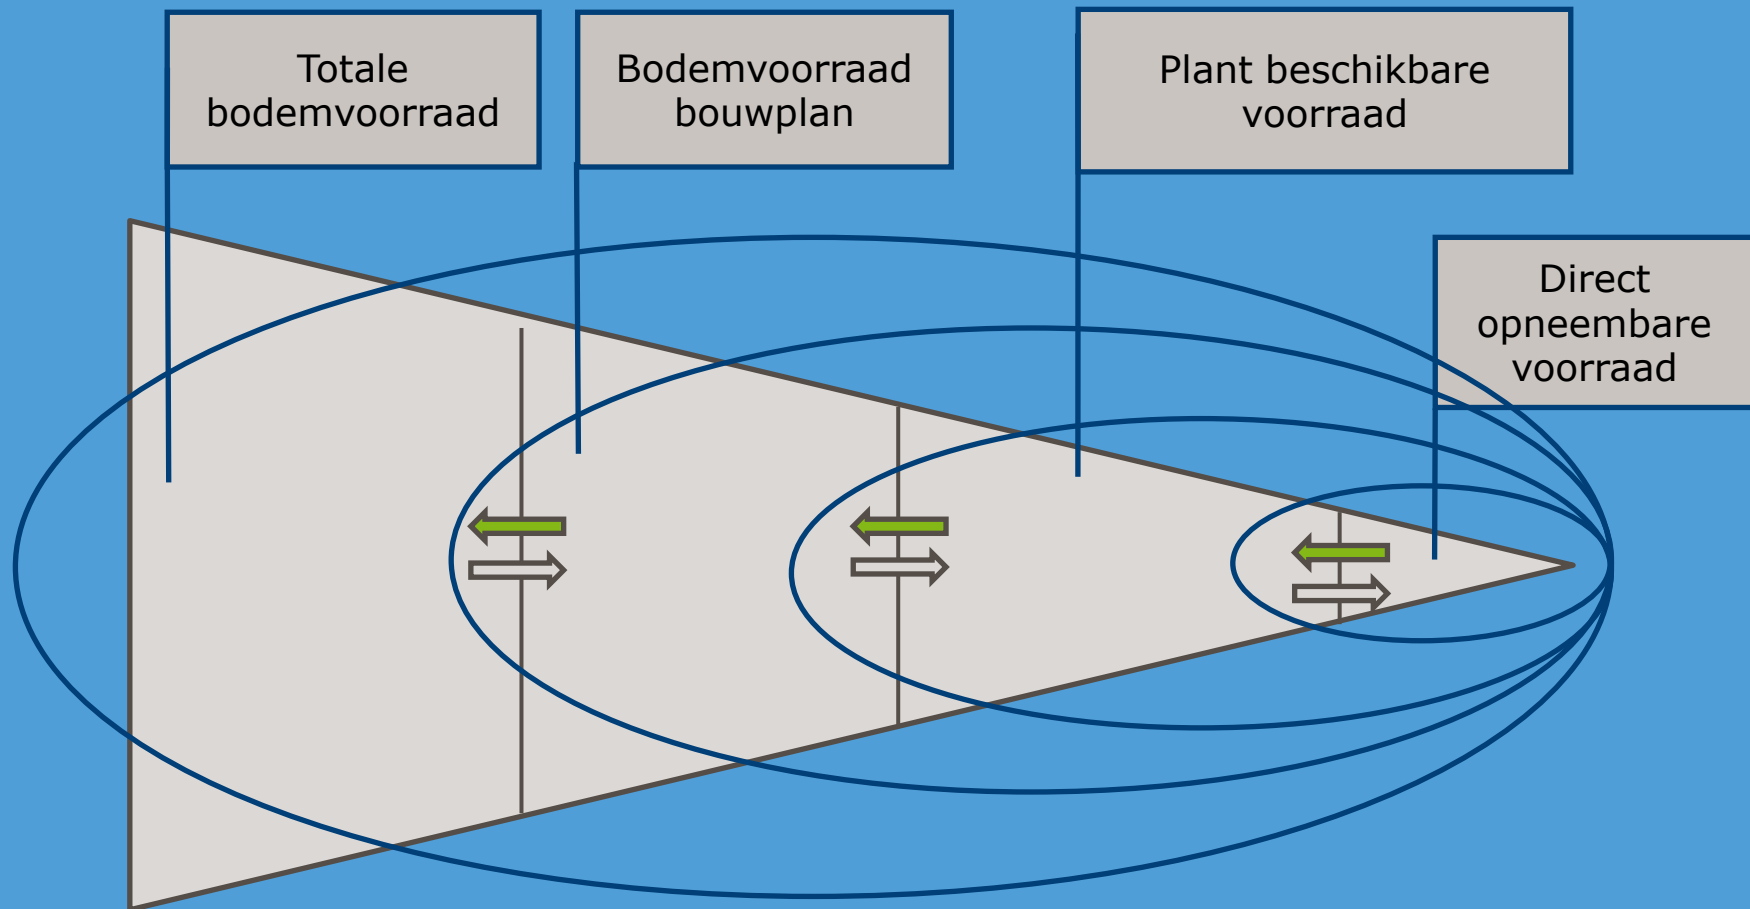 Totale
bodemvoorraad
Bodemvoorraad
bouwplan
Plant beschikbare
voorraad
Direct
opneembare
voorraad